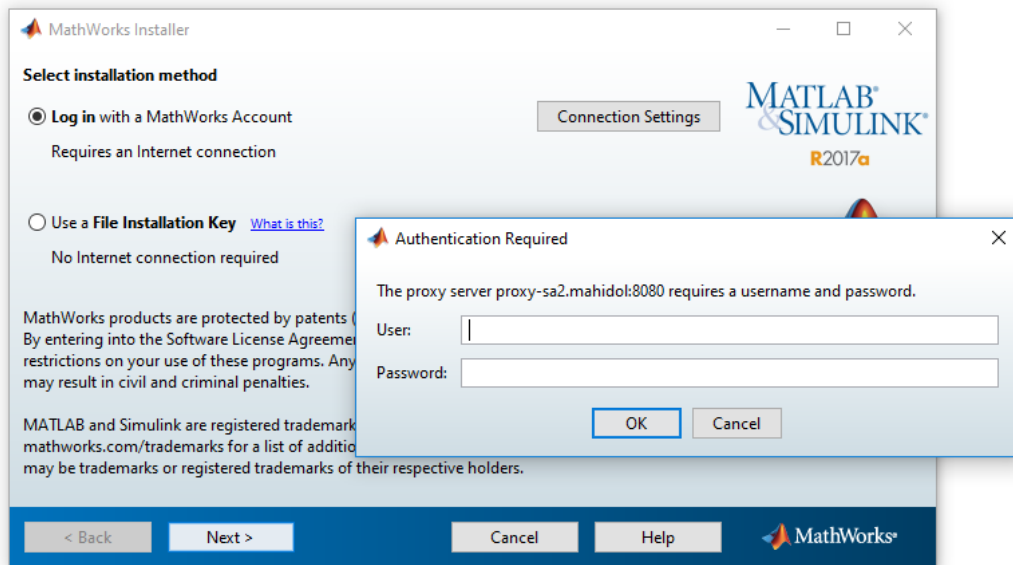 MathWorks Installer
Select installation method
Log in with a MathWorks Account
Connection Settings
Requires an Internet connection
MATLAB®
&SIMULINK®
R2017a
Use a File Installation Key What is this?
No Internet connection required
MathWorks products are protected by patents (
By entering into the Software License Agreemen
restrictions on your use of these programs. Any
may result in civil and criminal penalties.
MATLAB and Simulink are registered trademark
mathworks.com/trademarks for a list of additio
may be trademarks or registered trademarks of their respective holders.
Authentication Required
The proxy server proxy-sa2.mahidol:8080 requires a username and password.
User:
Password:
OK Cancel
< Back Next > Cancel Help MathWorks®